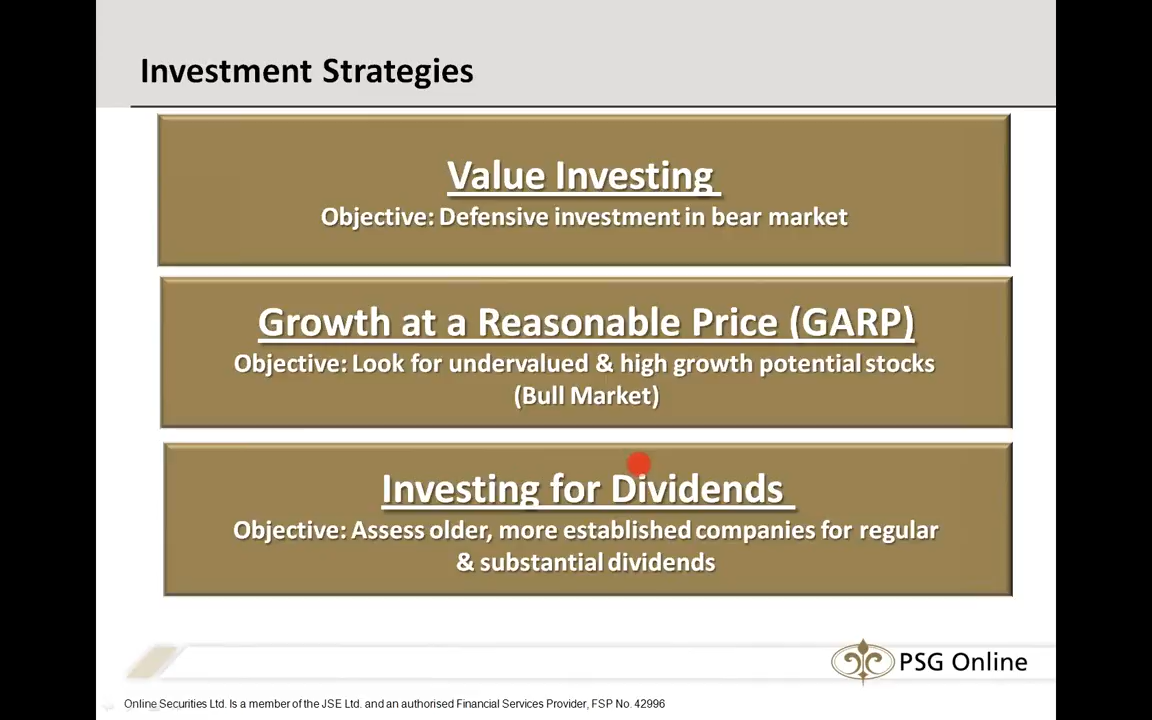 Investment Strategies
Value Investing
Objective: Defensive investment in bear market
Growth at a Reasonable Price (GARP)
Objective: Look for undervalued & high growth potential stocks
(Bull Market)
Investing for Dividends
Objective: Assess older, more established companies for regular
& substantial dividends
PSG Online
Online Securities Ltd. Is a member of the JSE Ltd. and an authorised Financial Services Provider, FSP No. 42996